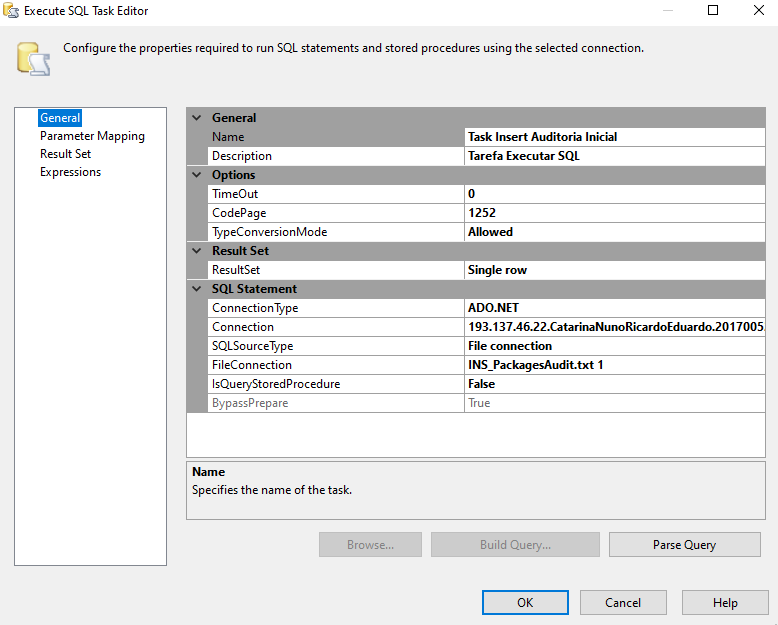 Execute SQL Task Editor
Configure the properties required to run SQL statements and stored procedures using the selected connection.
General
Parameter Mapping
Result Set
Expressions
General
Name Task Insert Auditoria Inicial
Description Tarefa Executar SQL
Options
TimeOut 0
CodePage 1252
TypeConversionMode Allowed
Result Set
ResultSet Single row
SQL Statement
ConnectionType ADO.NET
Connection 193.137.46.22.CatarinaNunoRicardoEduardo.2017005
SQLSourceType File connection
FileConnection INS_PackagesAudit.txt 1
IsQueryStoredProcedure False
BypassPrepare True
Name
Specifies the name of the task.
Browse... Build Query... Parse Query
OK Cancel Help